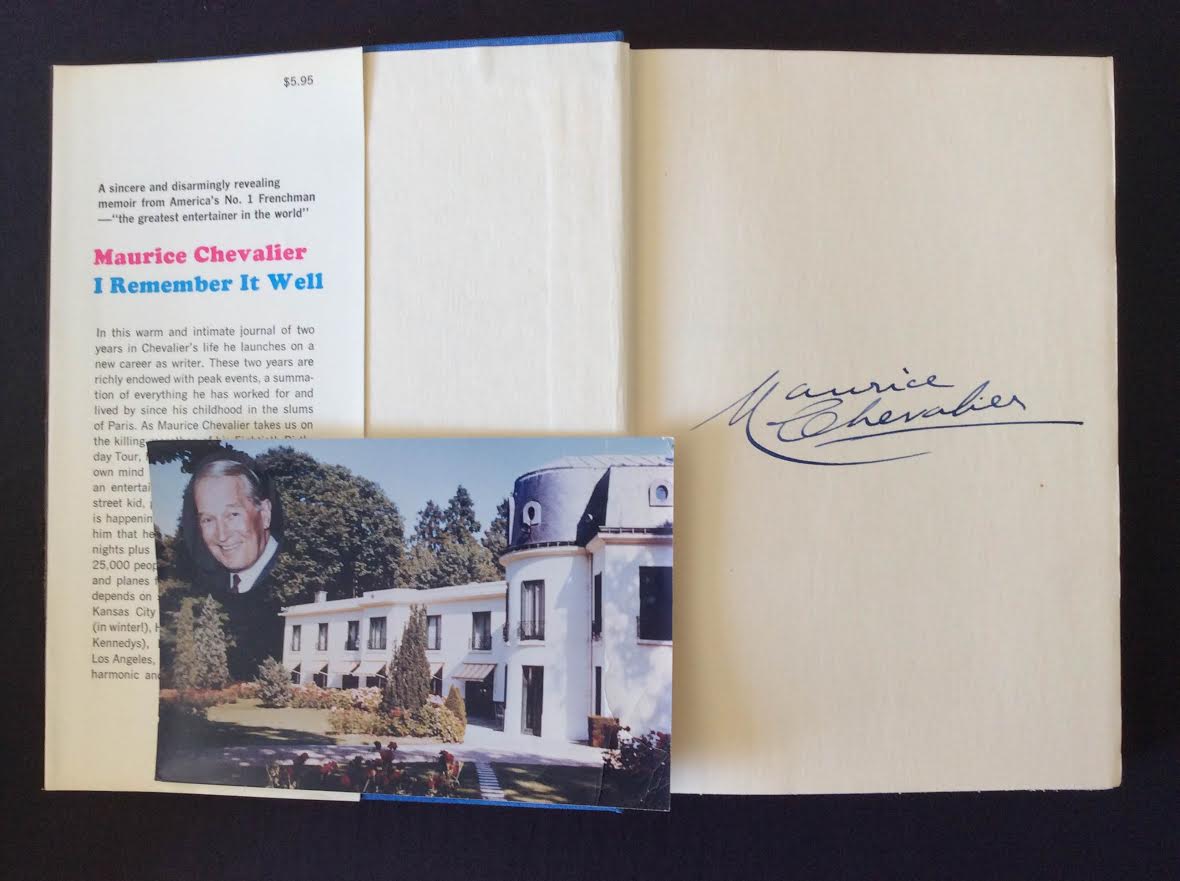 $5.95
A sincere and disarmingly revealing
memoir from America's No. 1 Frenchman
—"the greatest entertainer in the world"
Maurice Chevalier
I Remember It Well
In this warm and intimate journal of two
years in Chevalier's life he launches on a
new career as writer. These two years are
richly endowed with peak events, a summa-
tion of everything he has worked for and
lived by since his childhood in the slums
of Paris. As Maurice Chevalier takes us on
the killing
day Tour,
own mind
an entertai
street kid,
is happenin
him that he
nights plus
25,000 peop
and planes
depends on
Kansas City
(in winter!),
Kennedys),
Los Angeles,
harmonic an
Maurice
Chevalier